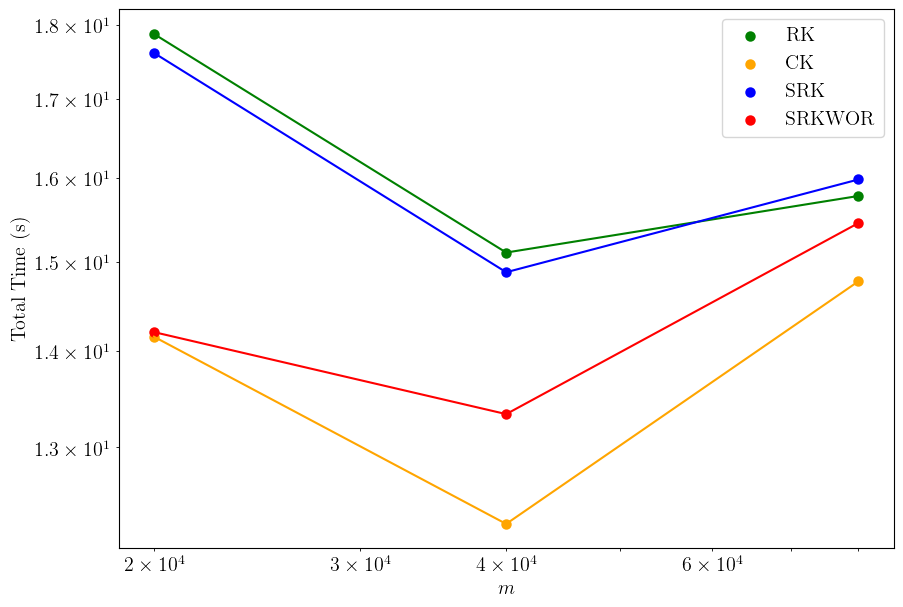 1.8 × 10¹
1.7 × 10¹
1.6 × 10¹
1.5 × 10¹
1.4 × 10¹
1.3 × 10¹
Total Time (s)
RK
CK
SRK
SRKWOR
2 × 10⁴
3 × 10⁴
4 × 10⁴
6 × 10⁴
m